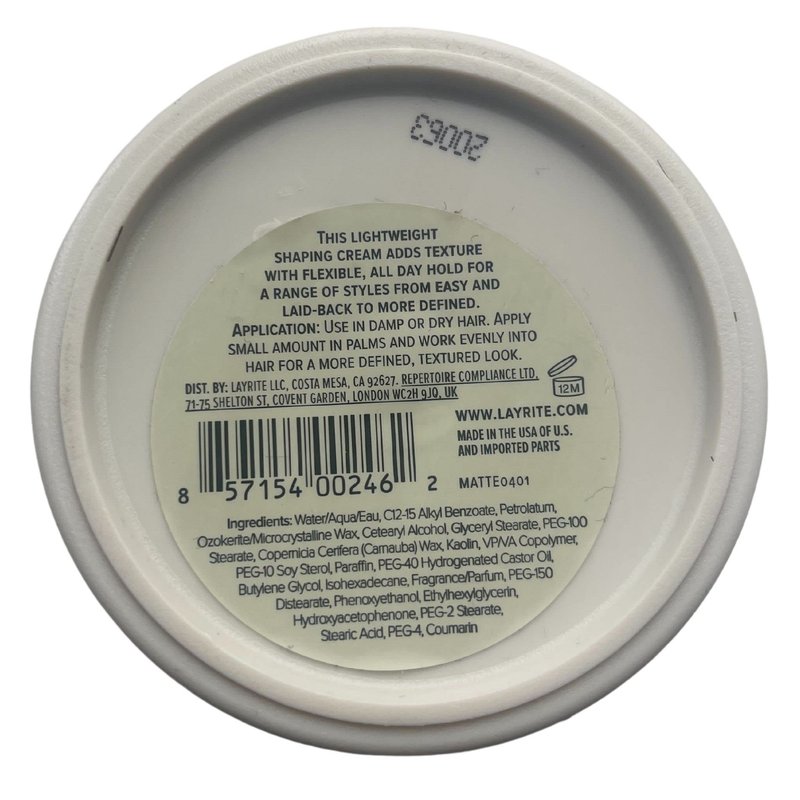 20063
THIS LIGHTWEIGHT
SHAPING CREAM ADDS TEXTURE
WITH FLEXIBLE, ALL DAY HOLD FOR
A RANGE OF STYLES FROM EASY AND
LAID-BACK TO MORE DEFINED.
APPLICATION: USE IN DAMP OR DRY HAIR. APPLY
SMALL AMOUNT IN PALMS AND WORK EVENLY INTO
HAIR FOR A MORE DEFINED, TEXTURED LOOK.
DIST. BY: LAYRITE LLC, COSTA MESA, CA 92627. REPERTOIRE COMPLIANCE LTD,
71-75 SHELTON ST, COVENT GARDEN, LONDON WC2H 9JQ, UK
12M
WWW.LAYRITE.COM
MADE IN THE USA OF U.S.
AND IMPORTED PARTS
MATTE0401
8 57154 00246 2
Ingredients: Water/Aqua/Eau, C12-15 Alkyl Benzoate, Petrolatum,
Ozokerite/Microcrystalline Wax, Cetearyl Alcohol, Glyceryl Stearate, PEG-100
Stearate, Copernicia Cerifera (Carnauba) Wax, Kaolin, VP/VA Copolymer,
PEG-10 Soy Sterol, Paraffin, PEG-40 Hydrogenated Castor Oil,
Butylene Glycol, Isohexadecane, Fragrance/Parfum, PEG-150
Distearate, Phenoxyethanol, Ethylhexylglycerin,
Hydroxyacetophenone, PEG-2 Stearate,
Stearic Acid, PEG-4, Coumarin